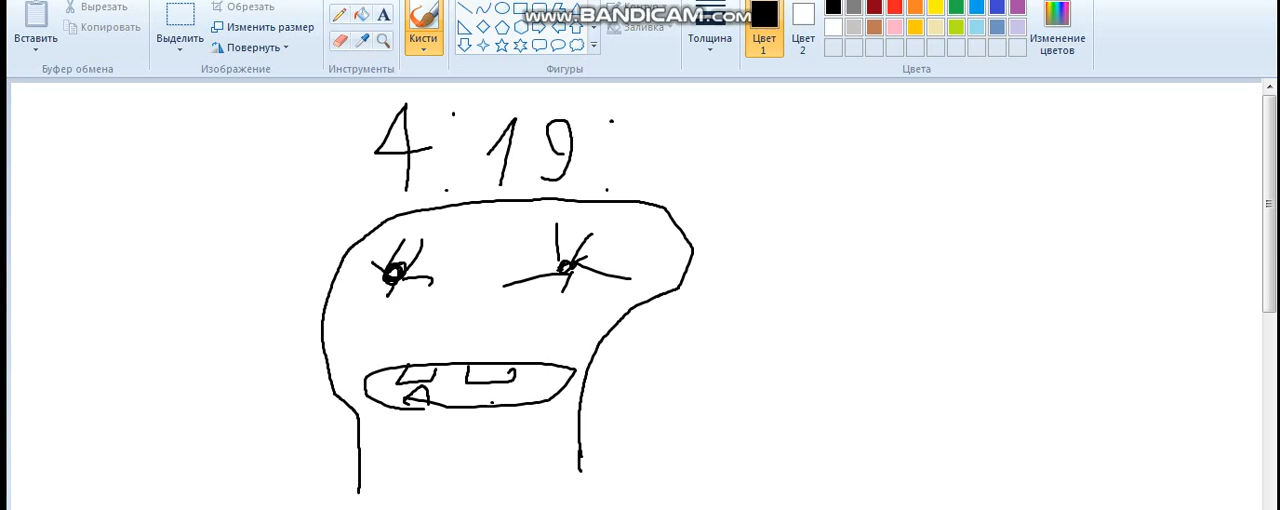 www.BANDICAM.com
Вставить
Вырезать
Копировать
Выделить
Обрезать
Изменить размер
Повернуть
A
Кисти
Контур
Заливка
Толщина
Цвет 1
Цвет 2
Изменение цветов
Буфер обмена
Изображение
Инструменты
Фигуры
Цвета
4:19: